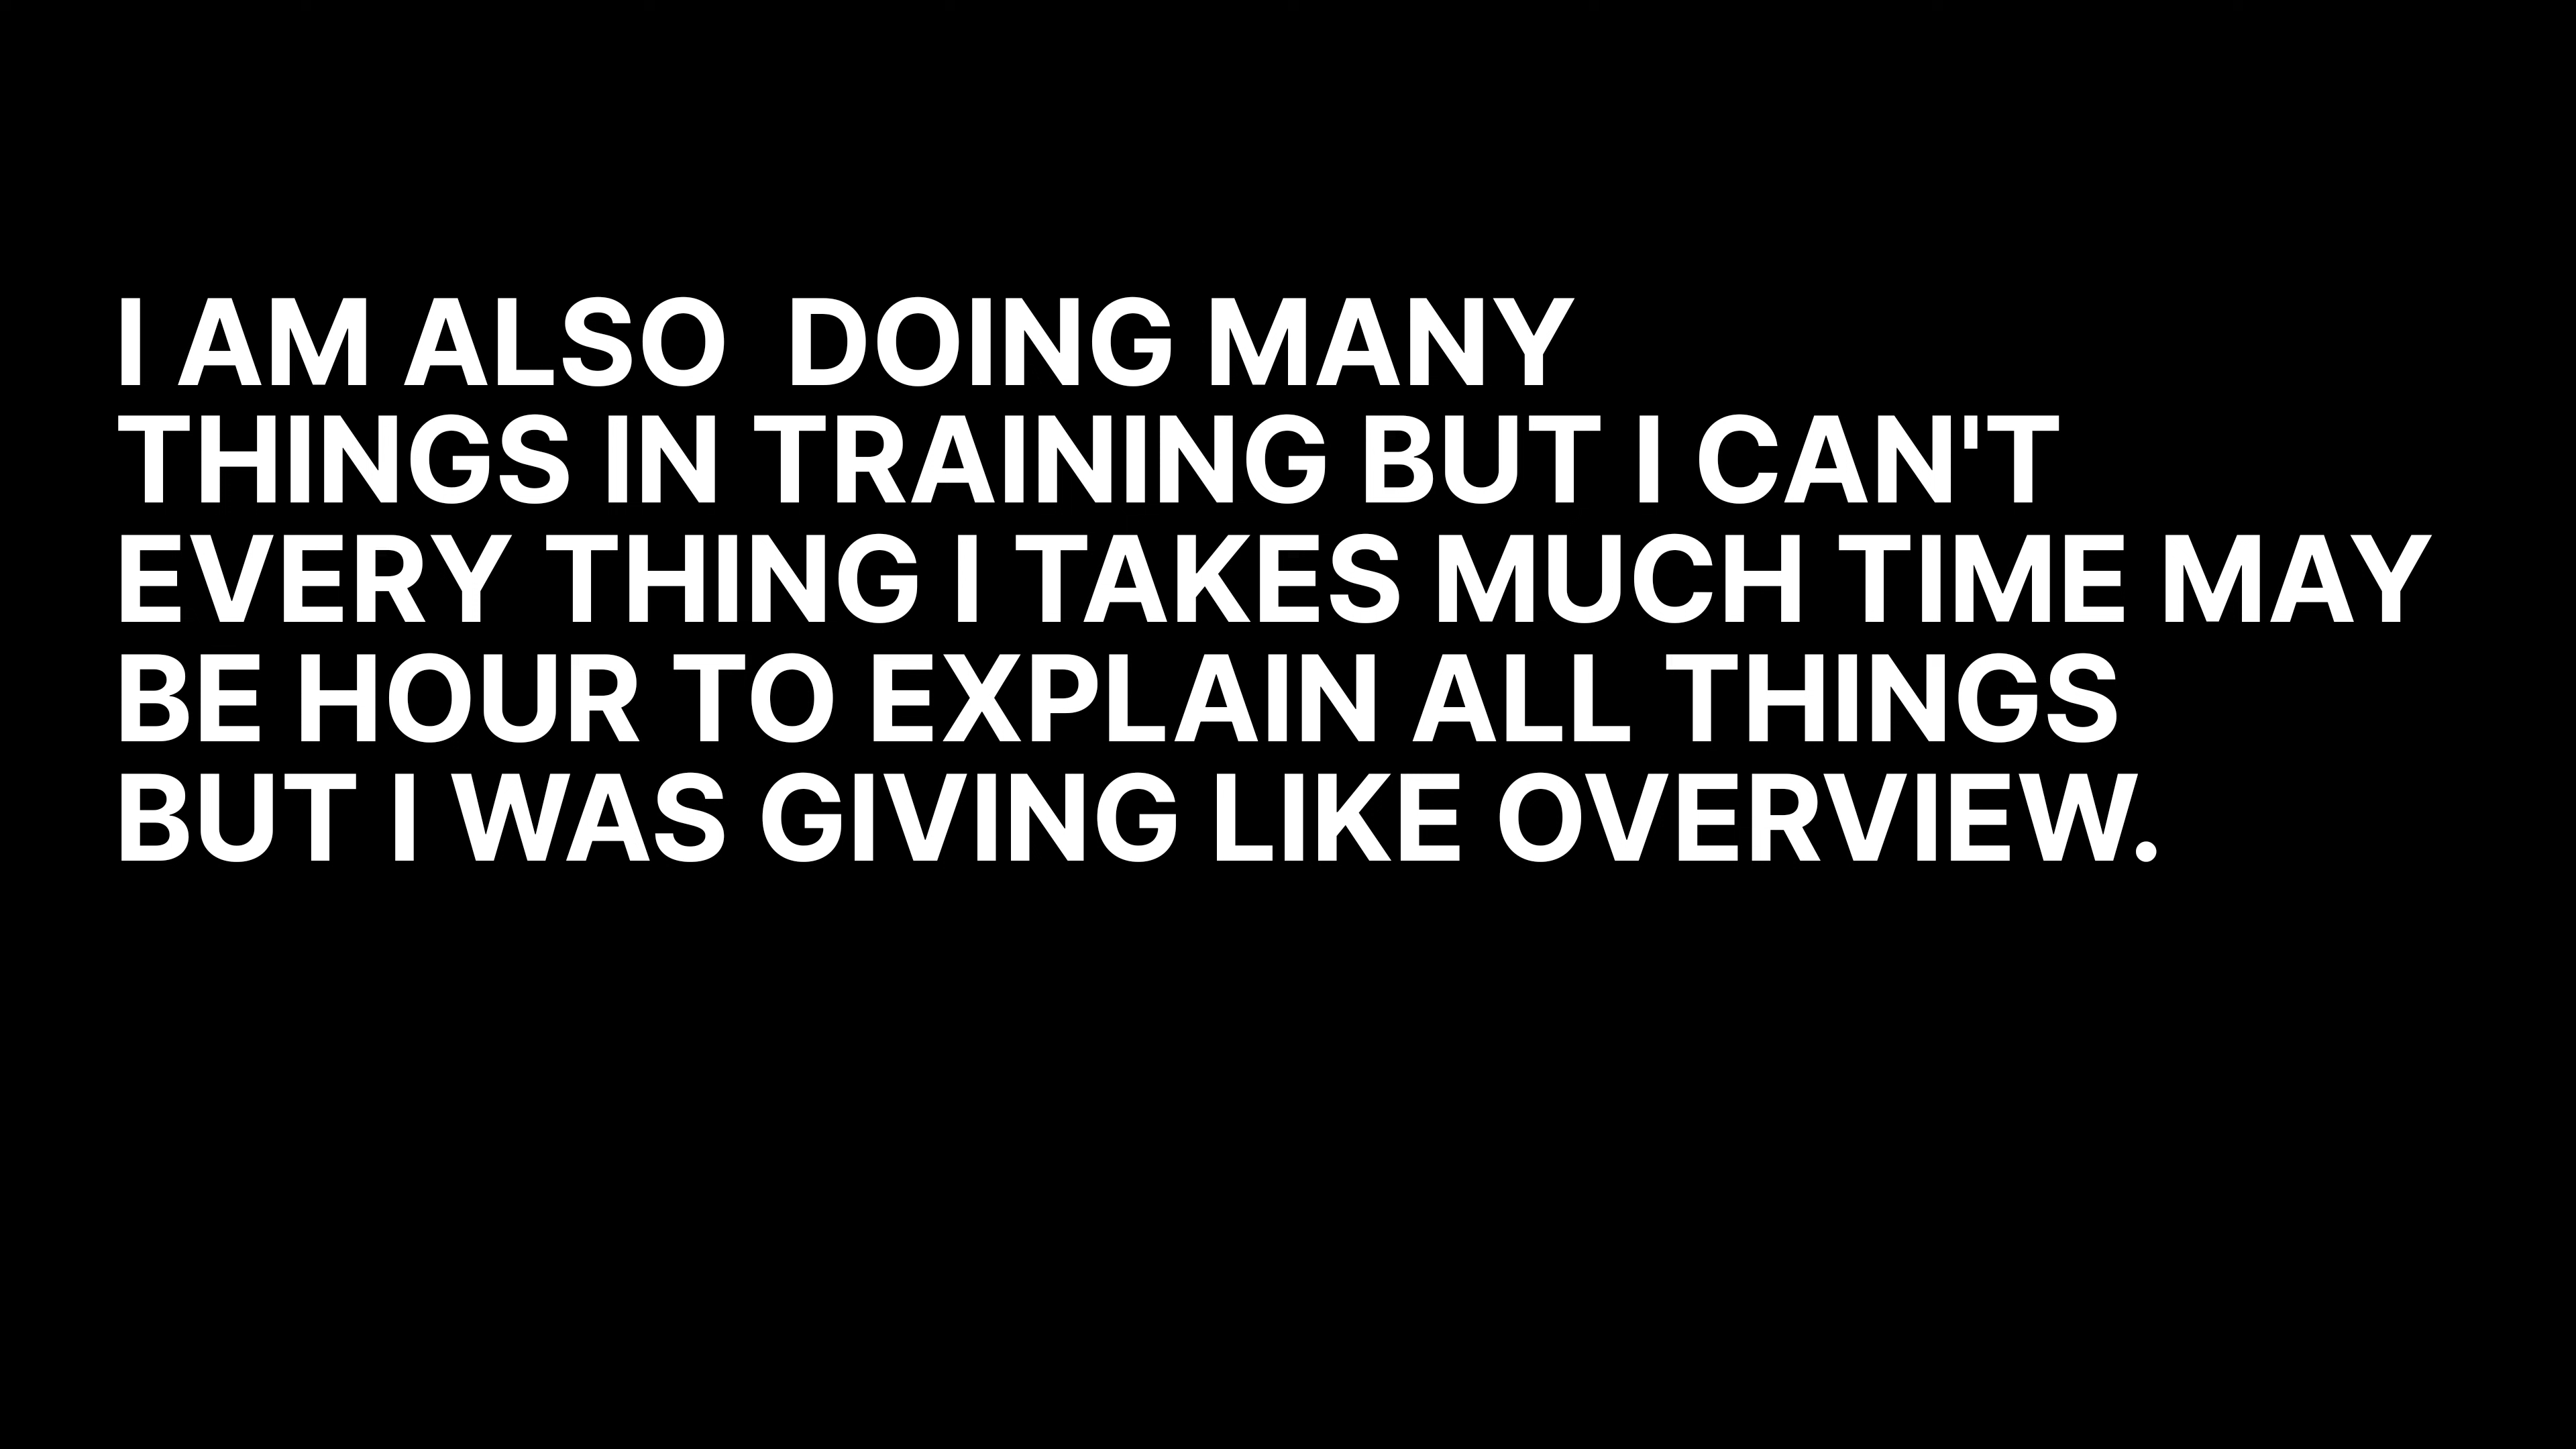 I AM ALSO  DOING MANY
THINGS IN TRAINING BUT I CAN'T
EVERY THING I TAKES MUCH TIME MAY
BE HOUR TO EXPLAIN ALL THINGS
BUT I WAS GIVING LIKE OVERVIEW.